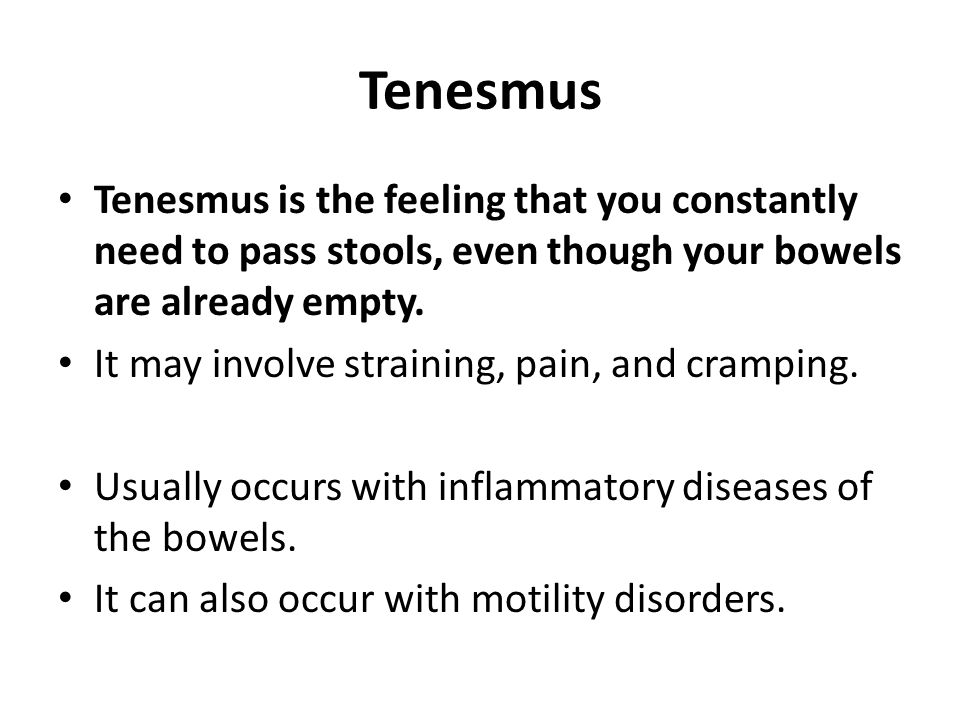 Tenesmus
• Tenesmus is the feeling that you constantly
need to pass stools, even though your bowels
are already empty.
• It may involve straining, pain, and cramping.
• Usually occurs with inflammatory diseases of
the bowels.
• It can also occur with motility disorders.